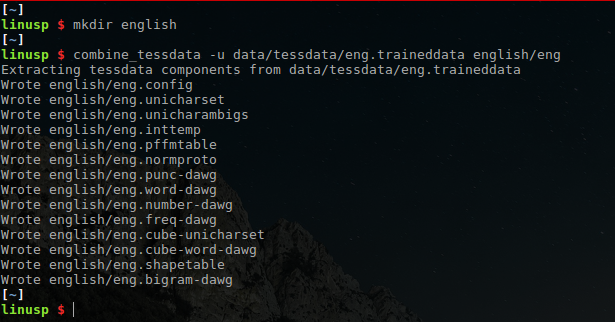 [~]
linusp $ mkdir english
[~]
linusp $ combine_tessdata -u data/tessdata/eng.traineddata english/eng
Extracting tessdata components from data/tessdata/eng.traineddata
Wrote english/eng.config
Wrote english/eng.unicharset
Wrote english/eng.unicharambigs
Wrote english/eng.inttemp
Wrote english/eng.pffmtable
Wrote english/eng.normproto
Wrote english/eng.punc-dawg
Wrote english/eng.word-dawg
Wrote english/eng.number-dawg
Wrote english/eng.freq-dawg
Wrote english/eng.cube-unicharset
Wrote english/eng.cube-word-dawg
Wrote english/eng.shapetable
Wrote english/eng.bigram-dawg
[~]
linusp $